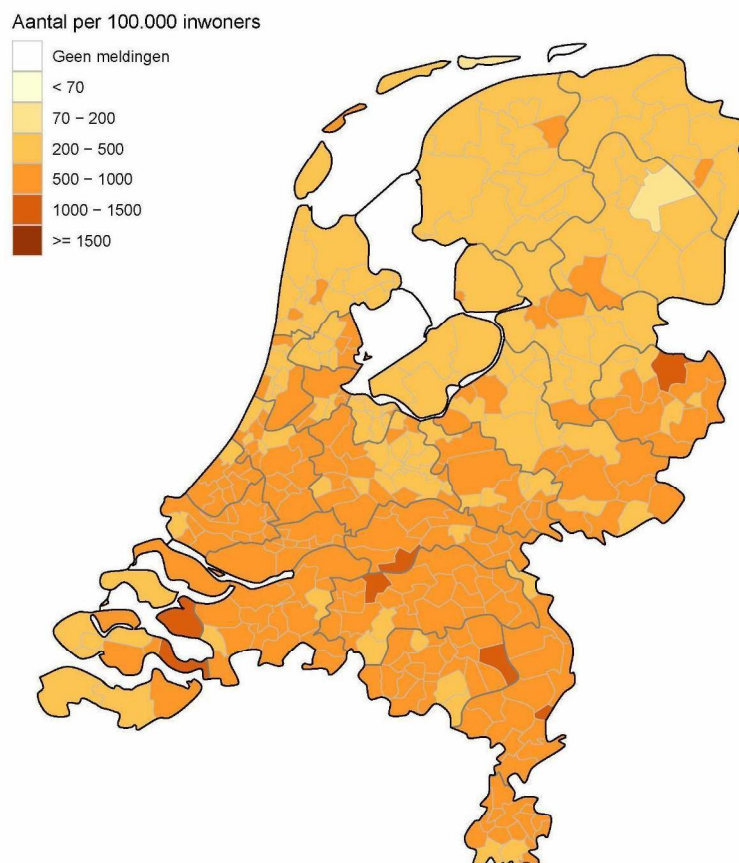 Aantal per 100.000 inwoners
Geen meldingen
< 70
70 – 200
200 – 500
500 – 1000
1000 – 1500
>= 1500